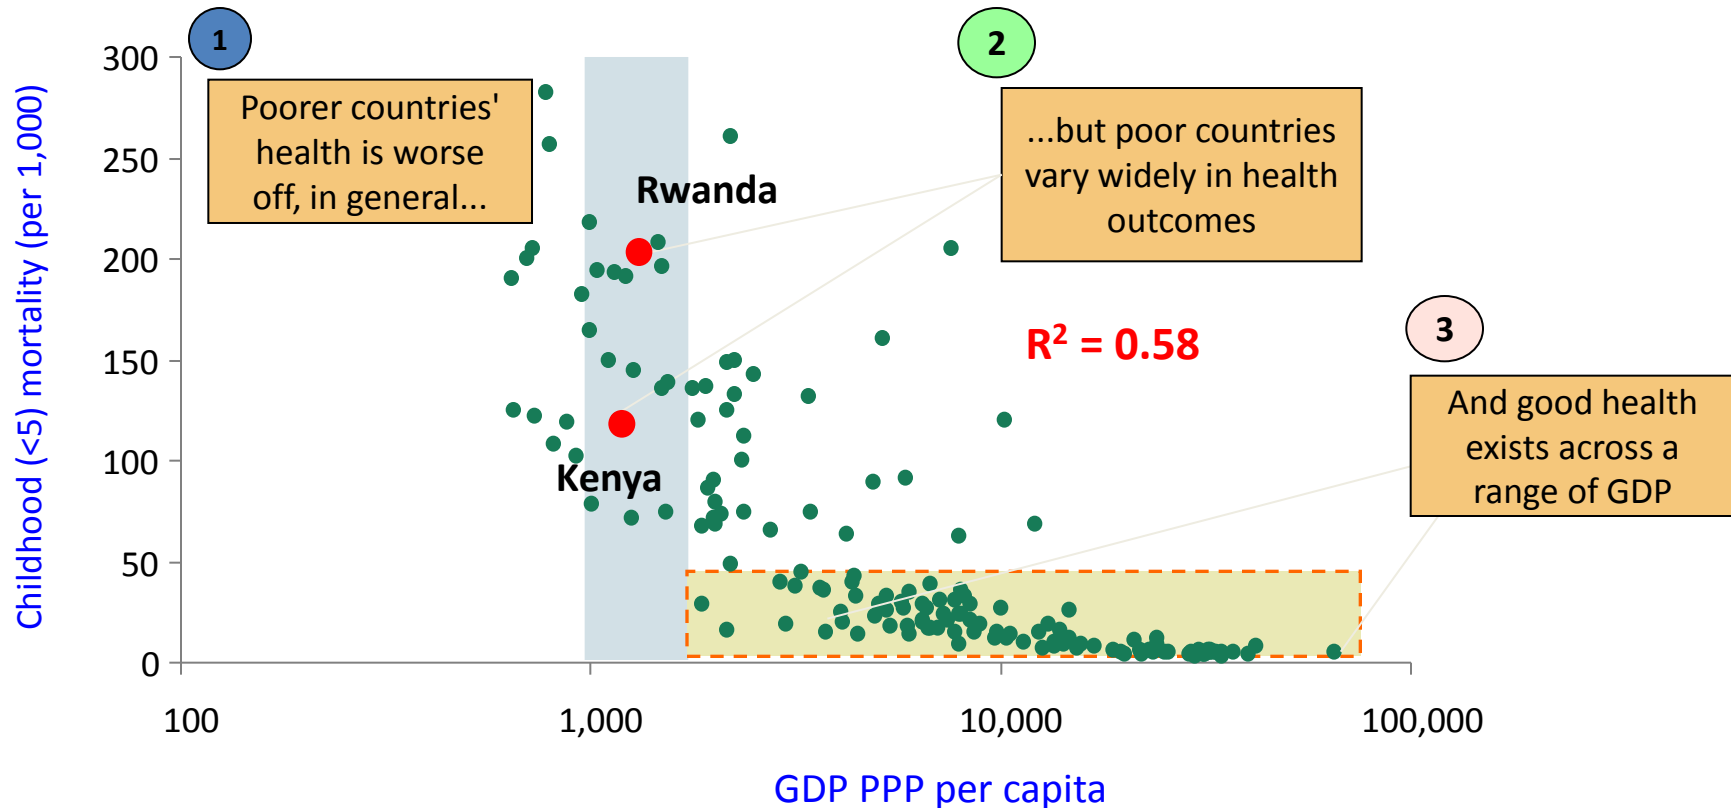 1
Poorer countries'
health is worse
off, in general...
2
...but poor countries
vary widely in health
outcomes
3
And good health
exists across a
range of GDP
Rwanda
Kenya
R² = 0.58
Childhood (<5) mortality (per 1,000)
300
250
200
150
100
50
0
100
1,000
10,000
100,000
GDP PPP per capita